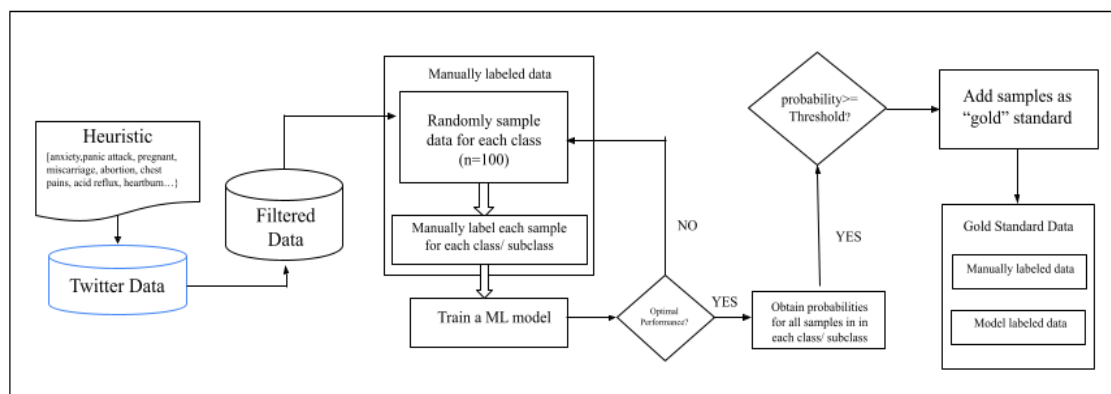 Heuristic
{anxiety,panic attack, pregnant,
miscarriage, abortion, chest
pains, acid reflux, heartburn…}
Twitter Data
Filtered
Data
Manually labeled data
Randomly sample
data for each class
(n=100)
Manually label each sample
for each class/ subclass
Train a ML model
Optimal
Performance?
NO
YES
Obtain probabilities
for all samples in in
each class/ subclass
YES
probability>=
Threshold?
Add samples as
“gold” standard
Gold Standard Data
Manually labeled data
Model labeled data